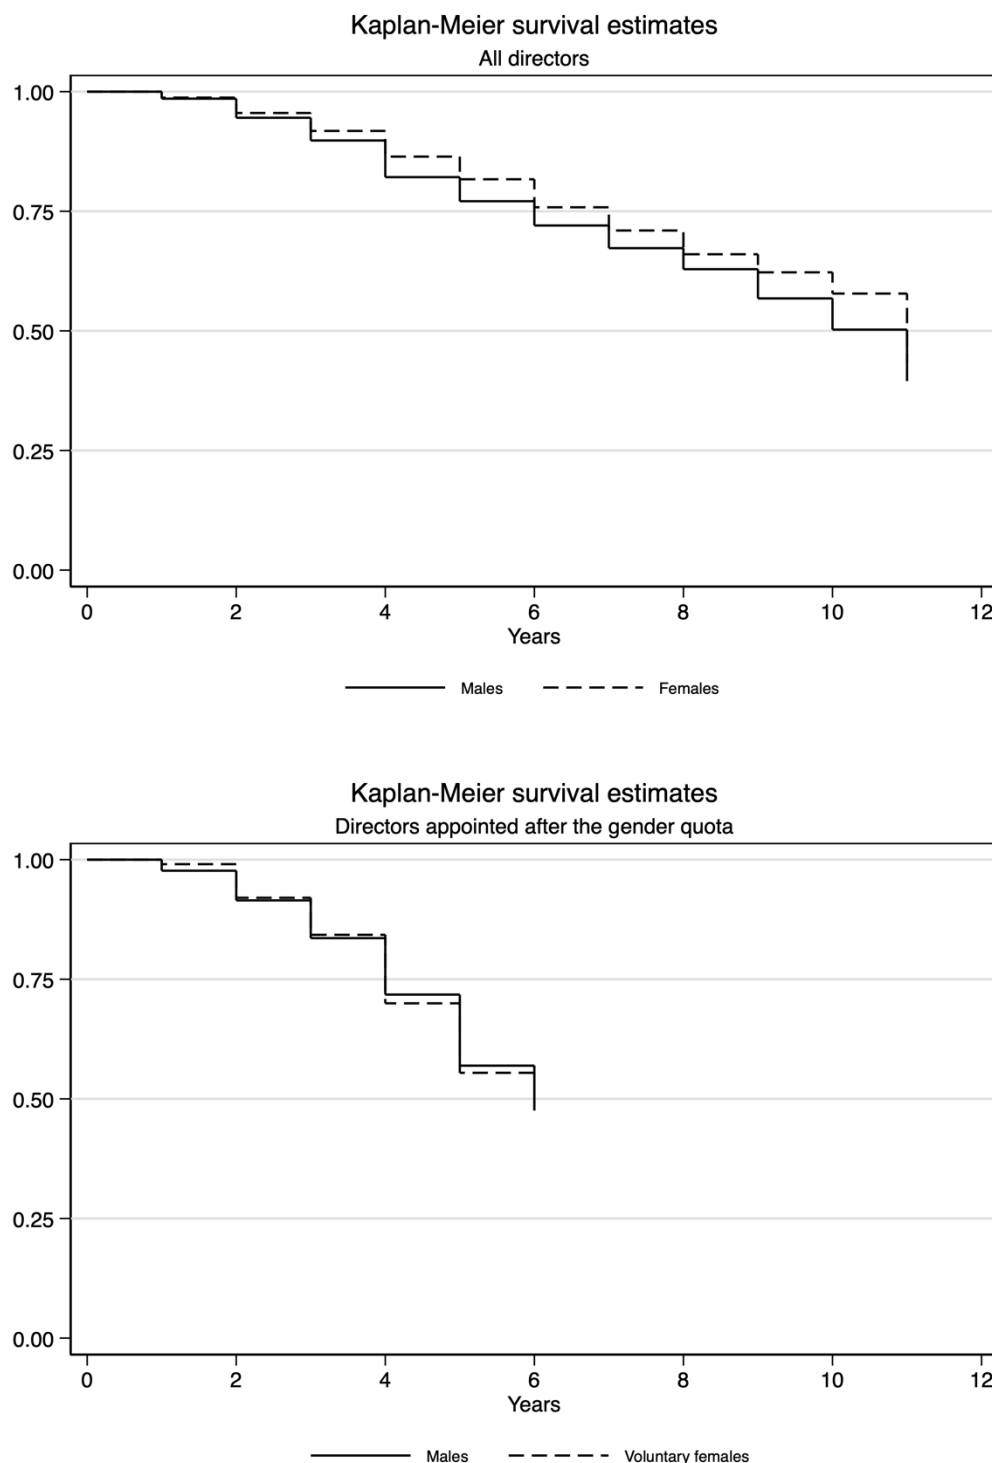 Kaplan-Meier survival estimates
All directors
1.00
0.75
0.50
0.25
0.00
0 2 4 6 8 10 12
Years
Males Females
Kaplan-Meier survival estimates
Directors appointed after the gender quota
1.00
0.75
0.50
0.25
0.00
0 2 4 6 8 10 12
Years
Males Voluntary females